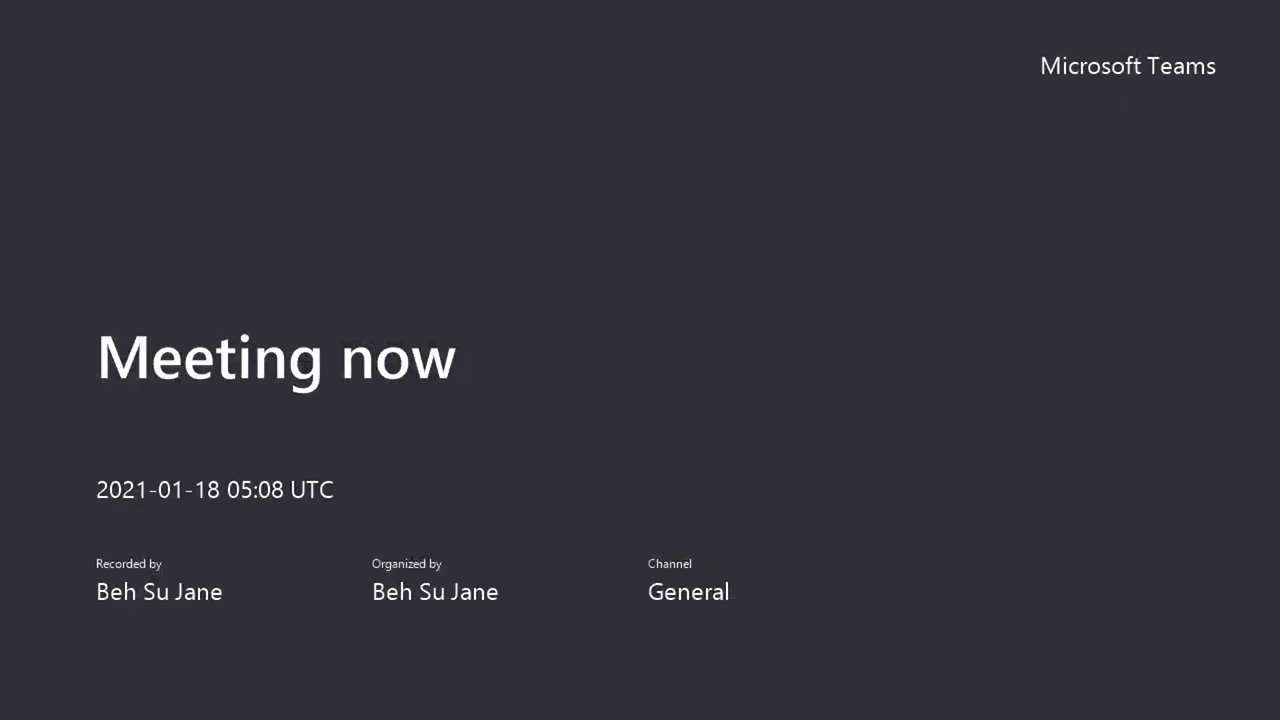 Microsoft Teams
Meeting now
2021-01-18 05:08 UTC
Recorded by
Beh Su Jane
Organized by
Beh Su Jane
Channel
General